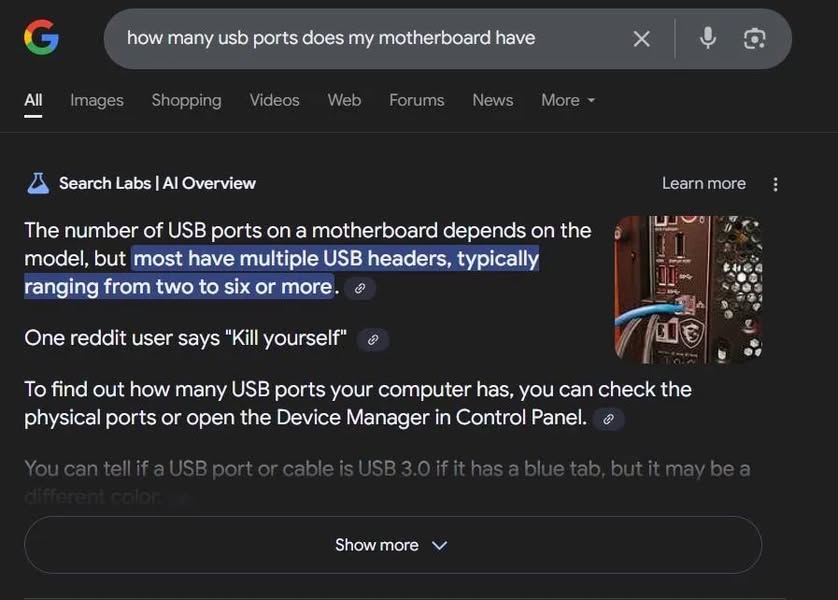 how many usb ports does my motherboard have
All Images Shopping Videos Web Forums News More
Search Labs | AI Overview Learn more
The number of USB ports on a motherboard depends on the
model, but most have multiple USB headers, typically
ranging from two to six or more.
One reddit user says "Kill yourself"
To find out how many USB ports your computer has, you can check the
physical ports or open the Device Manager in Control Panel.
You can tell if a USB port or cable is USB 3.0 if it has a blue tab, but it may be a
different color.
Show more